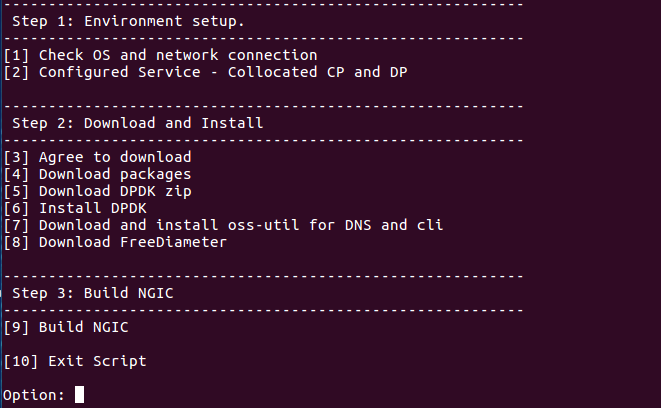 ----------------------------------------------------------
Step 1: Environment setup.
----------------------------------------------------------
[1] Check OS and network connection
[2] Configured Service - Collocated CP and DP
----------------------------------------------------------
Step 2: Download and Install
----------------------------------------------------------
[3] Agree to download
[4] Download packages
[5] Download DPDK zip
[6] Install DPDK
[7] Download and install oss-util for DNS and cli
[8] Download FreeDiameter
----------------------------------------------------------
Step 3: Build NGIC
----------------------------------------------------------
[9] Build NGIC
[10] Exit Script
Option: